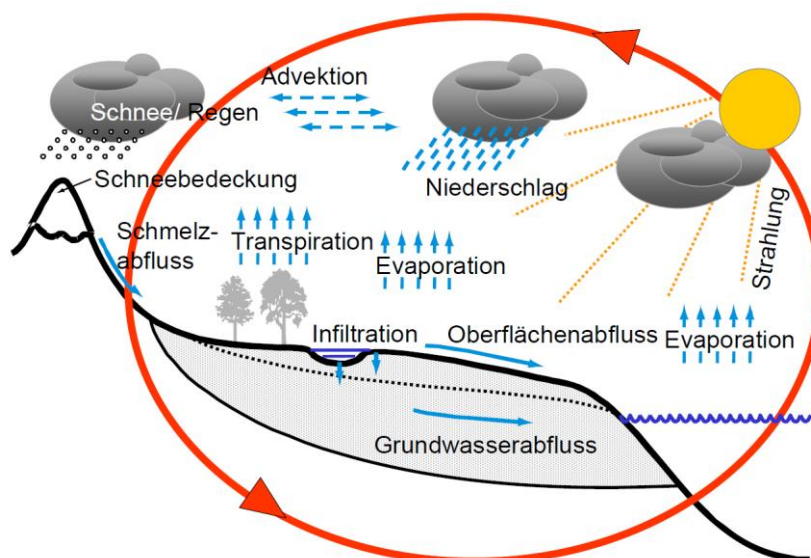 Advektion
Schnee/ Regen
Niederschlag
Schneebedeckung
Strahlung
Schmelz-
abfluss
Transpiration
Evaporation
Infiltration
Oberflächenabfluss
Evaporation
Grundwasserabfluss